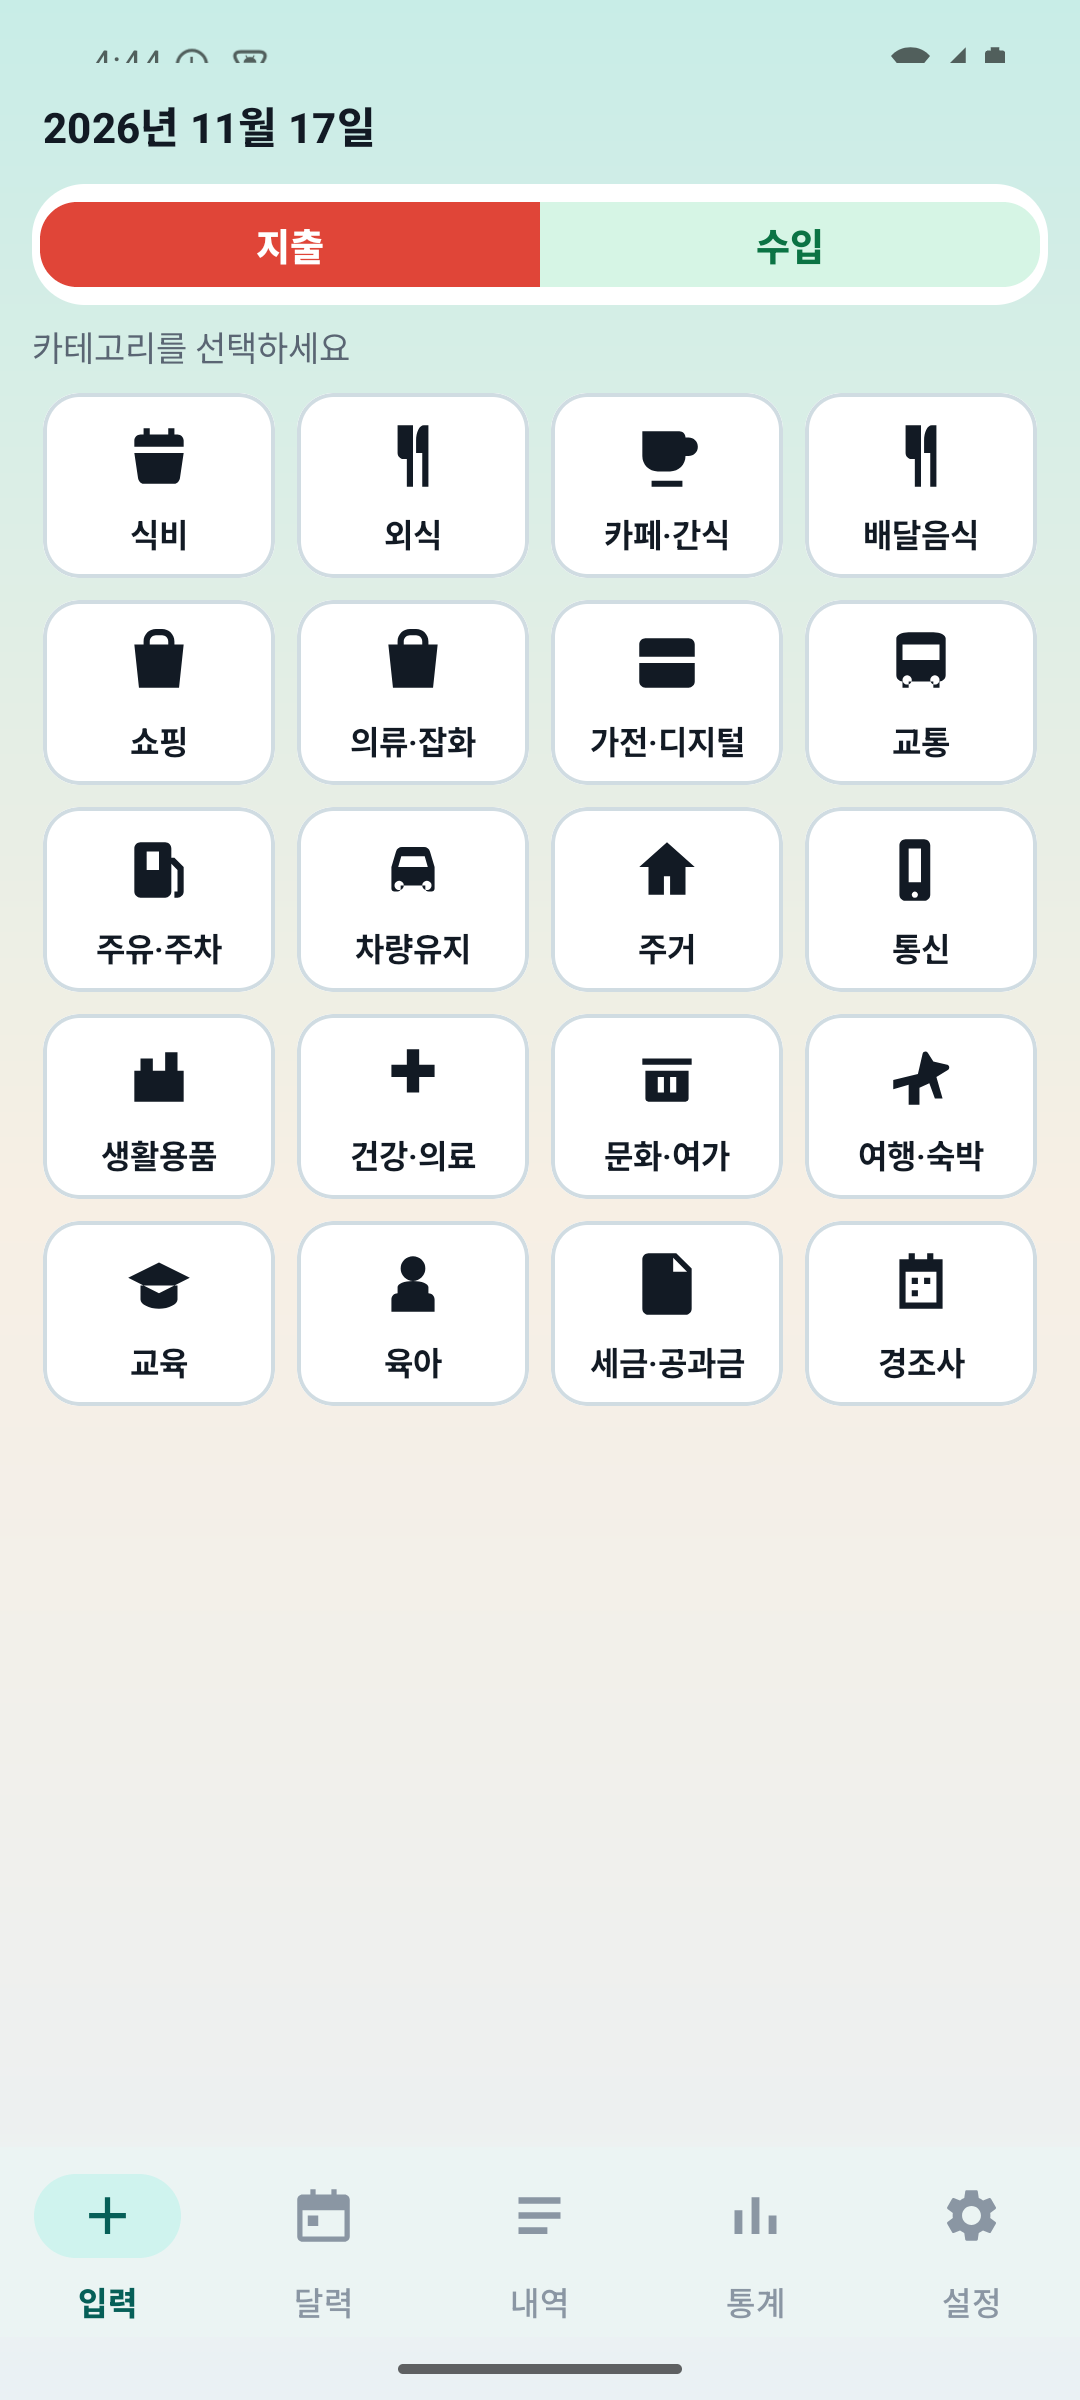 2026년 11월 17일
지출 수입
카테고리를 선택하세요
식비 외식 카페·간식 배달음식
쇼핑 의류·잡화 가전·디지털 교통
주유·주차 차량유지 주거 통신
생활용품 건강·의료 문화·여가 여행·숙박
교육 육아 세금·공과금 경조사
입력 달력 내역 통계 설정